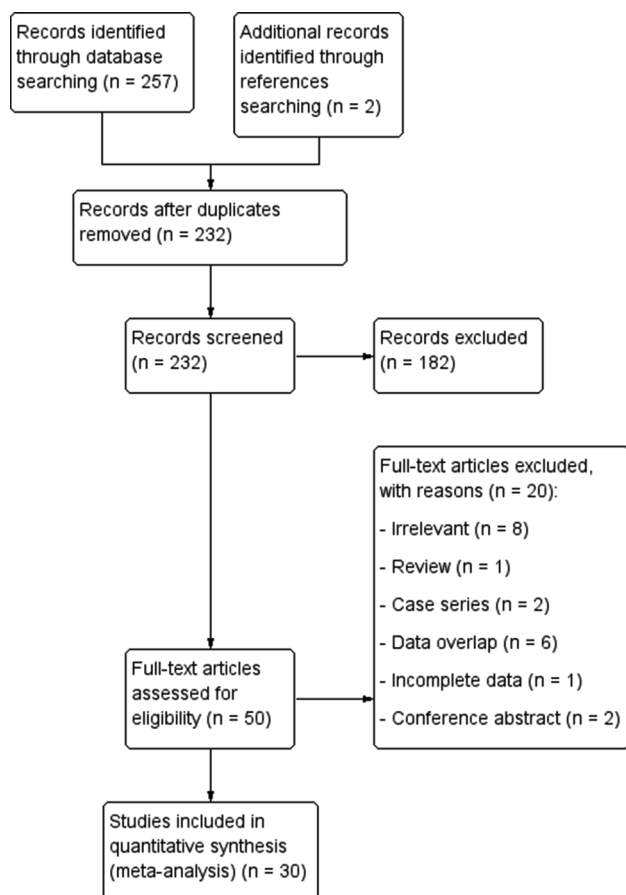 Records identified
through database
searching (n = 257)
Additional records
identified through
references
searching (n = 2)
Records after duplicates
removed (n = 232)
Records screened
(n = 232)
Records excluded
(n = 182)
Full-text articles excluded,
with reasons (n = 20):
- Irrelevant (n = 8)
- Review (n = 1)
- Case series (n = 2)
- Data overlap (n = 6)
- Incomplete data (n = 1)
- Conference abstract (n = 2)
Full-text articles
assessed for
eligibility (n = 50)
Studies included in
quantitative synthesis
(meta-analysis) (n = 30)